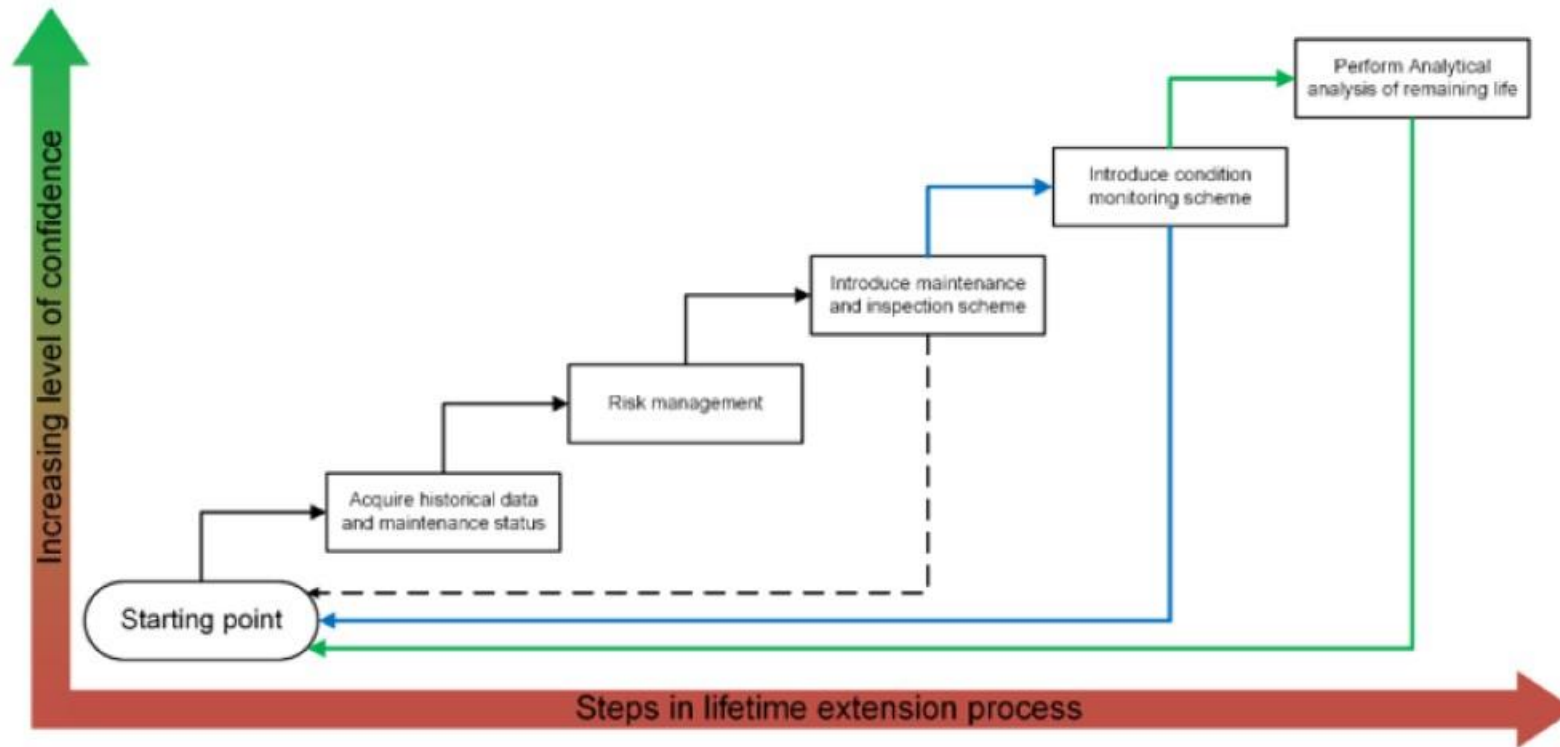 Increasing level of confidence
Perform Analytical
analysis of remaining life
Introduce condition
monitoring scheme
Introduce maintenance
and inspection scheme
Risk management
Acquire historical data
and maintenance status
Starting point
Steps in lifetime extension process